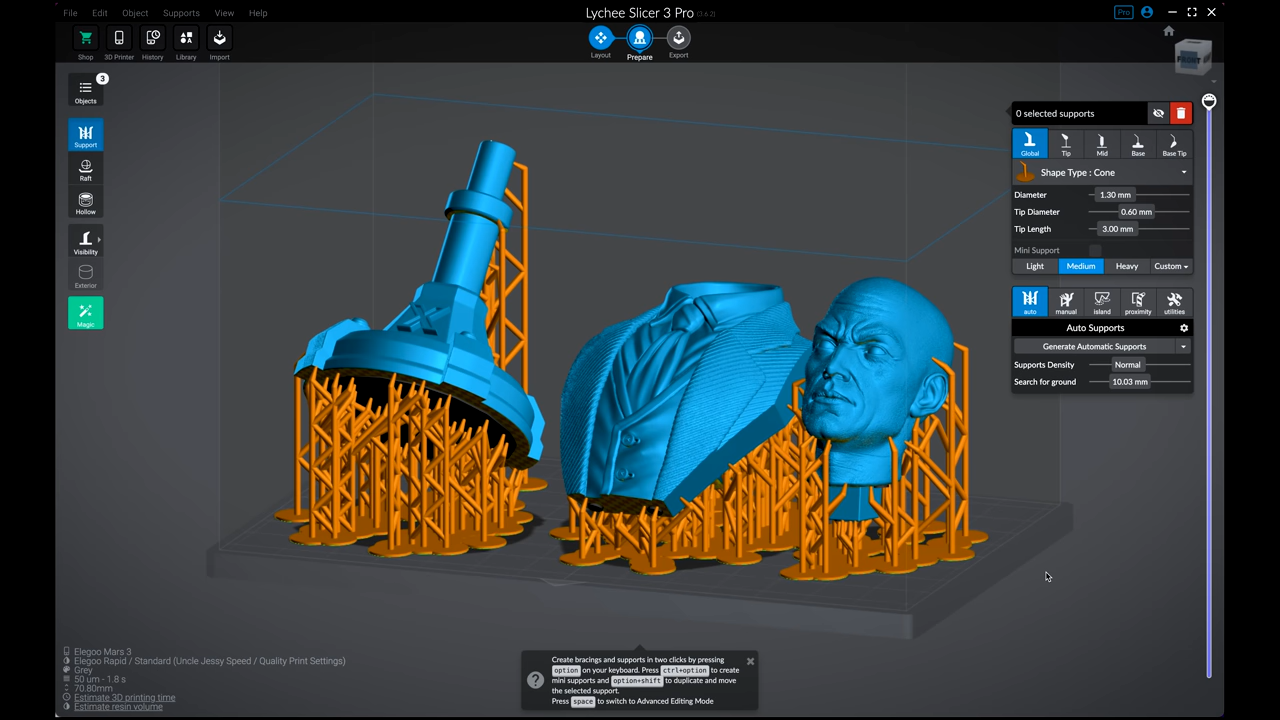 File Edit Object Supports View Help
Lychee Slicer 3 Pro (3.6.2)
Pro
Shop 3D Printer History Library Import
Layout Prepare Export
FRONT
3
Objects
Support
Raft
Hollow
Visibility
Exterior
Magic
0 selected supports
Global Tip Mid Base Base Tip
Shape Type : Cone
Diameter 1.30 mm
Tip Diameter 0.60 mm
Tip Length 3.00 mm
Mini Support
Light Medium Heavy Custom
auto manual island proximity utilities
Auto Supports
Generate Automatic Supports
Supports Density Normal
Search for ground 10.03 mm
Elegoo Mars 3
Elegoo Rapid / Standard (Uncle Jessy Speed / Quality Print Settings)
Grey
50 um - 1.8 s
70.80mm
Estimate 3D printing time
Estimate resin volume
Create bracings and supports in two clicks by pressing
option on your keyboard. Press ctrl+option to create
mini supports and option+shift to duplicate and move
the selected support.
Press space to switch to Advanced Editing Mode